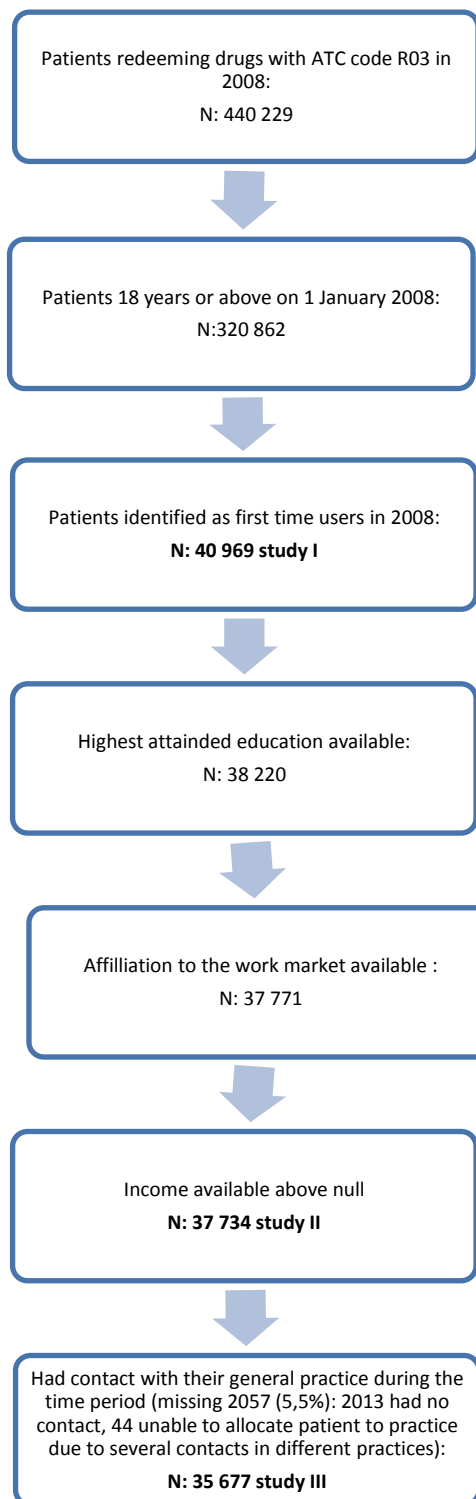 Patients redeeming drugs with ATC code R03 in
2008:
N: 440 229
Patients 18 years or above on 1 January 2008:
N:320 862
Patients identified as first time users in 2008:
N: 40 969 study I
Highest attainded education available:
N: 38 220
Affilliation to the work market available :
N: 37 771
Income available above null
N: 37 734 study II
Had contact with their general practice during the
time period (missing 2057 (5,5%): 2013 had no
contact, 44 unable to allocate patient to practice
due to several contacts in different practices):
N: 35 677 study III